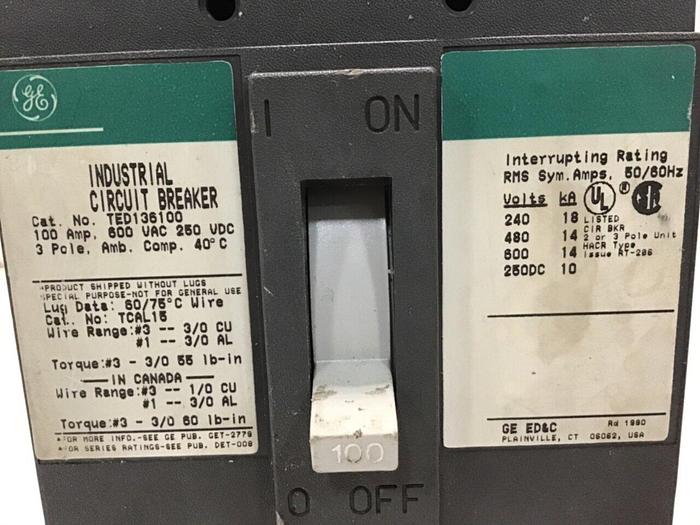 GE
INDUSTRIAL
CIRCUIT BREAKER
Cat. No. TED136100
100 Amp, 600 VAC 250 VDC
3 Pole, Amb. Comp. 40°C
*PRODUCT SHIPPED WITHOUT LUGS
SPECIAL PURPOSE-NOT FOR GENERAL USE
Lug Data: 60/75°C Wire
Cat. No: TCAL15
Wire Range:#3 -- 3/0 CU
#1 -- 3/0 AL
Torque:#3 - 3/0 55 lb-in
IN CANADA
Wire Range:#3 -- 1/0 CU
#1 -- 3/0 AL
Torque:#3 - 3/0 60 lb-in
*FOR MORE INFO.-SEE GE PUB. GET-2779
*FOR SERIES RATINGS-SEE PUB. DET-008
I ON
100
O OFF
Interrupting Rating
RMS Sym. Amps, 50/60Hz
Volts kA UL ® SA
240 18 LISTED
480 14 CIR BKR
2 or 3 Pole Unit
600 14 HACR Type
Issue RT-286
250DC 10
GE ED&C Rd 1990
PLAINVILLE, CT 06062, USA